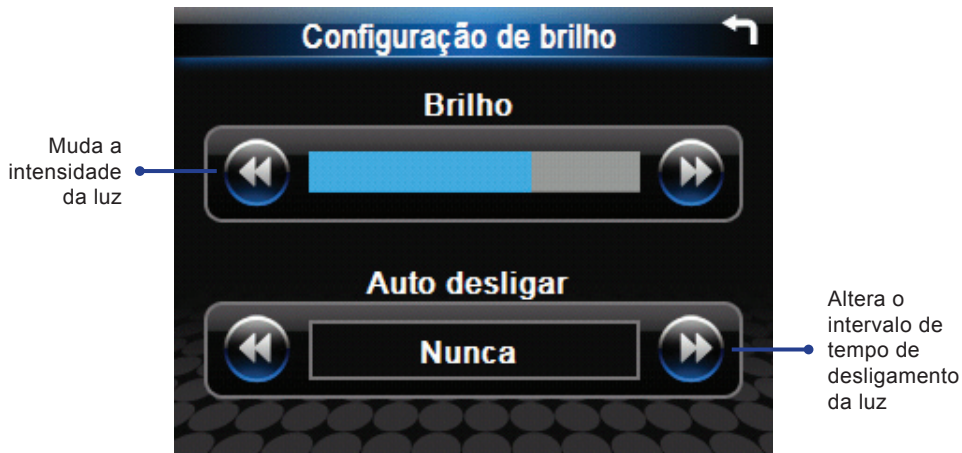 Configuração de brilho
Brilho
Muda a
intensidade
da luz
Auto desligar
Nunca
Altera o
intervalo de
tempo de
desligamento
da luz